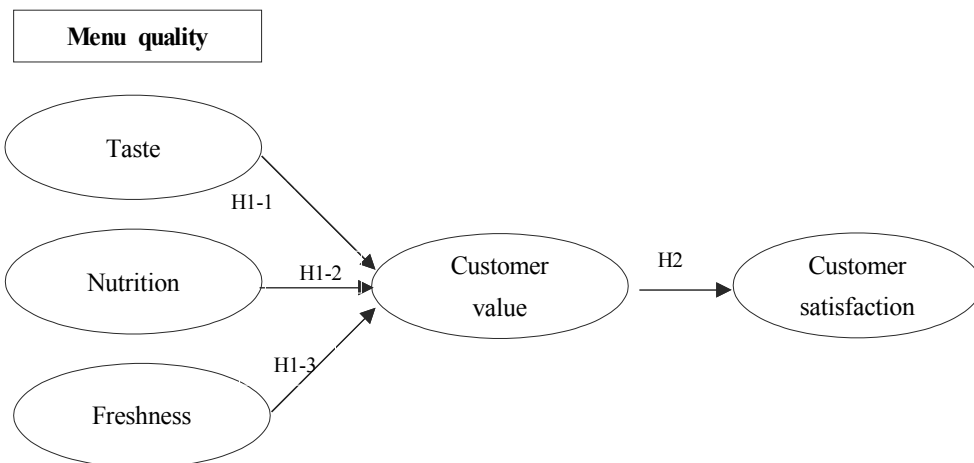 Menu quality
Taste
H1-1
Nutrition
H1-2
Customer
value
H2
Customer
satisfaction
H1-3
Freshness